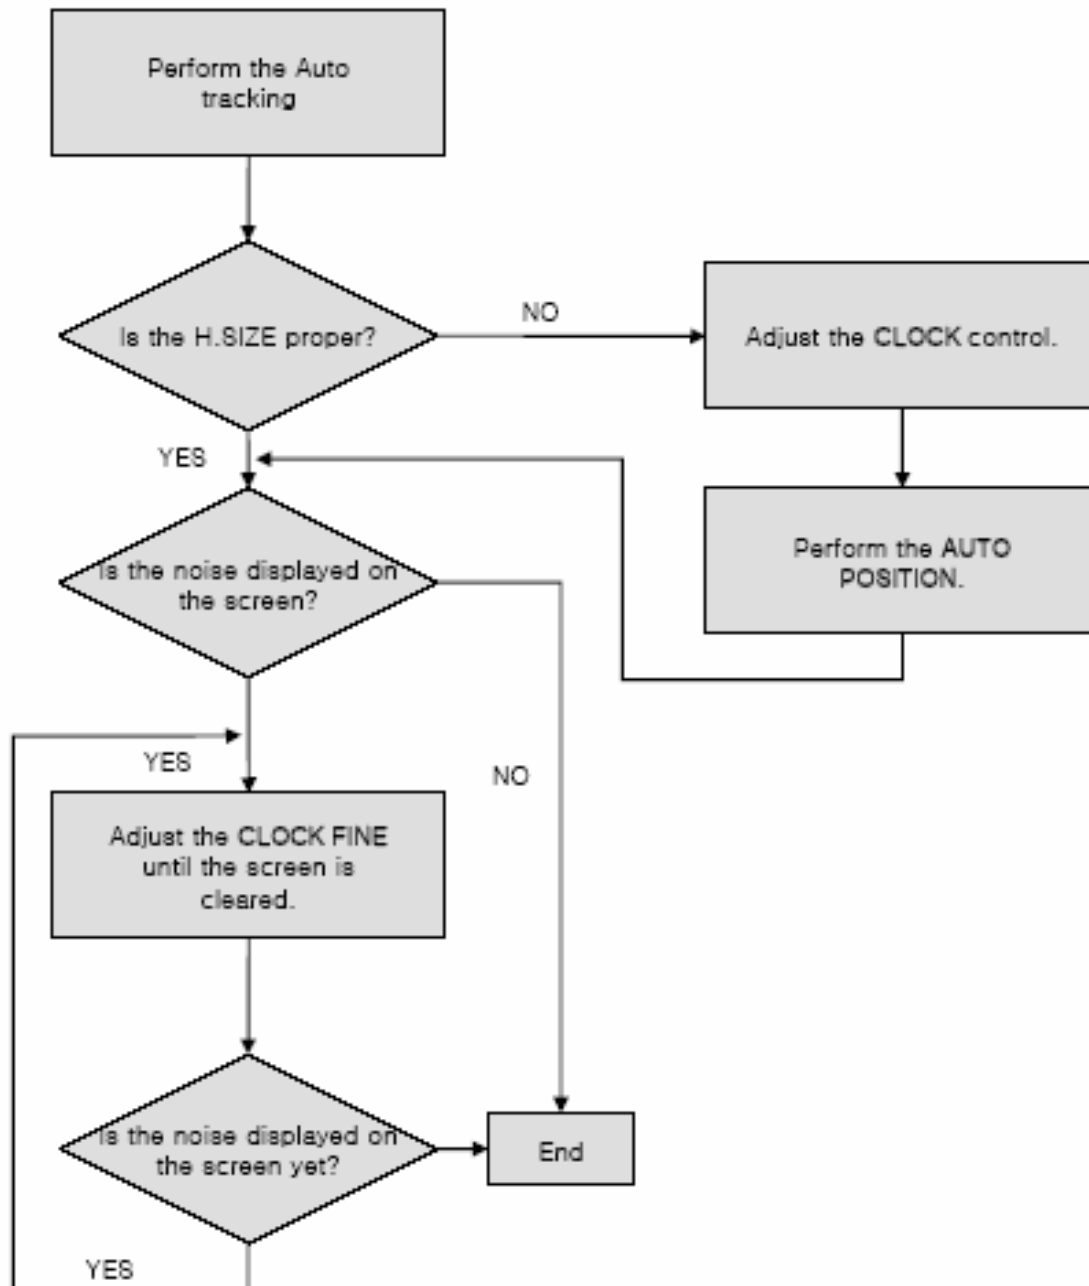 Perform the Auto
tracking
Is the H.SIZE proper?
NO
Adjust the CLOCK control.
YES
Perform the AUTO
POSITION.
Is the noise displayed on
the screen?
YES
NO
Adjust the CLOCK FINE
until the screen is
cleared.
Is the noise displayed on
the screen yet?
End
YES